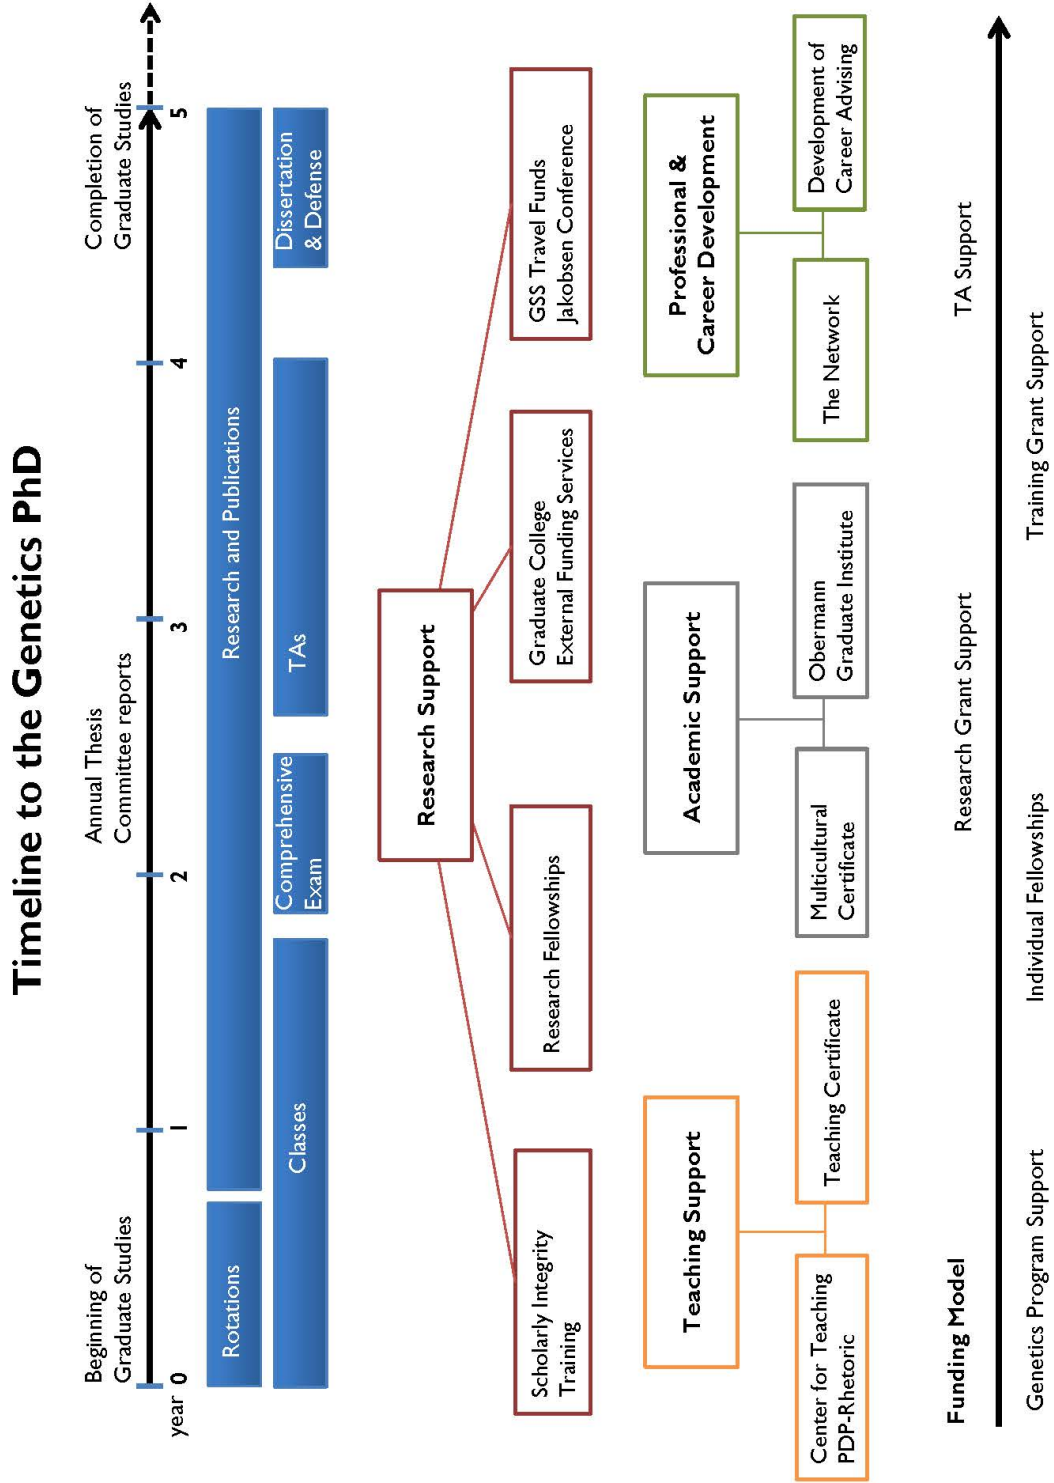 Timeline to the Genetics PhD
Beginning of
Graduate Studies
Annual Thesis
Committee reports
Completion of
Graduate Studies
year 0 1 2 3 4 5
Rotations
Research and Publications
Classes
Comprehensive
Exam
TAs
Dissertation
& Defense
Research Support
Scholarly Integrity
Training
Research Fellowships
Graduate College
External Funding Services
GSS Travel Funds
Jakobsen Conference
Teaching Support
Center for Teaching
PDP-Rhetoric
Teaching Certificate
Academic Support
Multicultural
Certificate
Obermann
Graduate Institute
Professional &
Career Development
The Network
Development of
Career Advising
Funding Model
Research Grant Support
TA Support
Genetics Program Support
Individual Fellowships
Training Grant Support